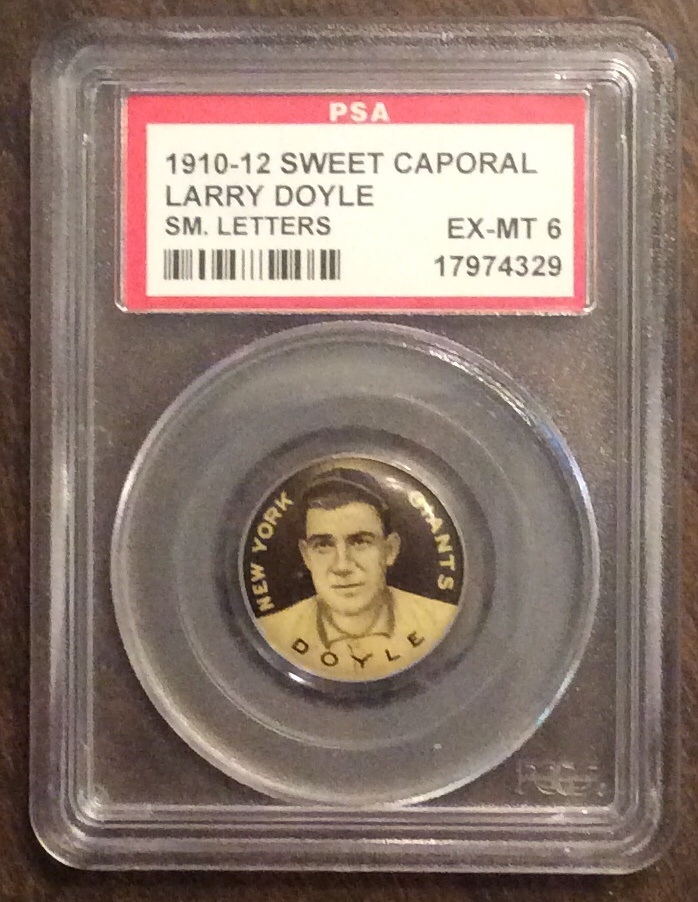 PSA
1910-12 SWEET CAPORAL
LARRY DOYLE
SM. LETTERS EX-MT 6
17974329
NEW YORK GIANTS
DOYLE